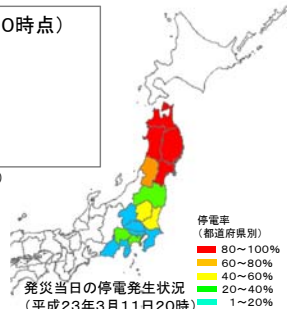 0時点)
)
停電率
(都道府県別)
80～100%
60～80%
40～60%
20～40%
1～20%
発災当日の停電発生状況
(平成23年3月11日20時)